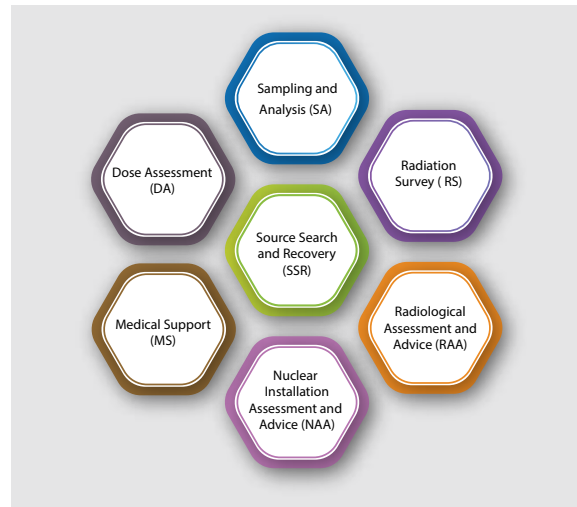 Sampling and
Analysis (SA)
Dose Assessment
(DA)
Radiation
Survey ( RS)
Source Search
and Recovery
(SSR)
Medical Support
(MS)
Radiological
Assessment and
Advice (RAA)
Nuclear
Installation
Assessment and
Advice (NAA)